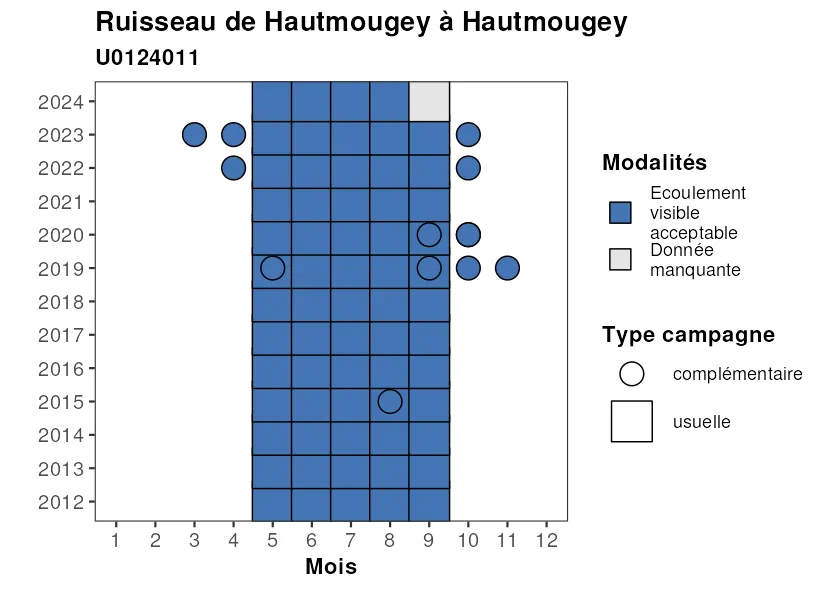 Ruisseau de Hautmougey à Hautmougey
U0124011
2024
2023
2022
2021
2020
2019
2018
2017
2016
2015
2014
2013
2012
1 2 3 4 5 6 7 8 9 10 11 12
Mois
Modalités
Ecoulement
visible
acceptable
Donnée
manquante
Type campagne
complémentaire
usuelle